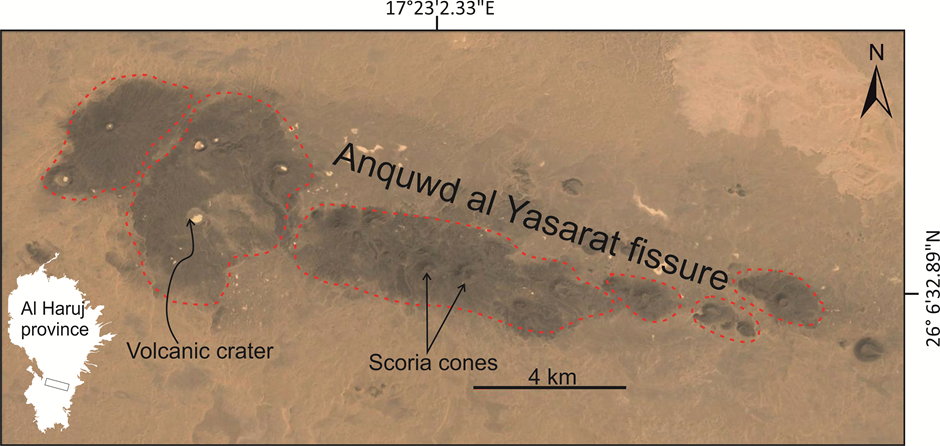 17°23'2.33"E
N
Anquwd al Yasarat fissure
26° 6'32.89"N
Al Haruj
province
Volcanic crater
Scoria cones
4 km